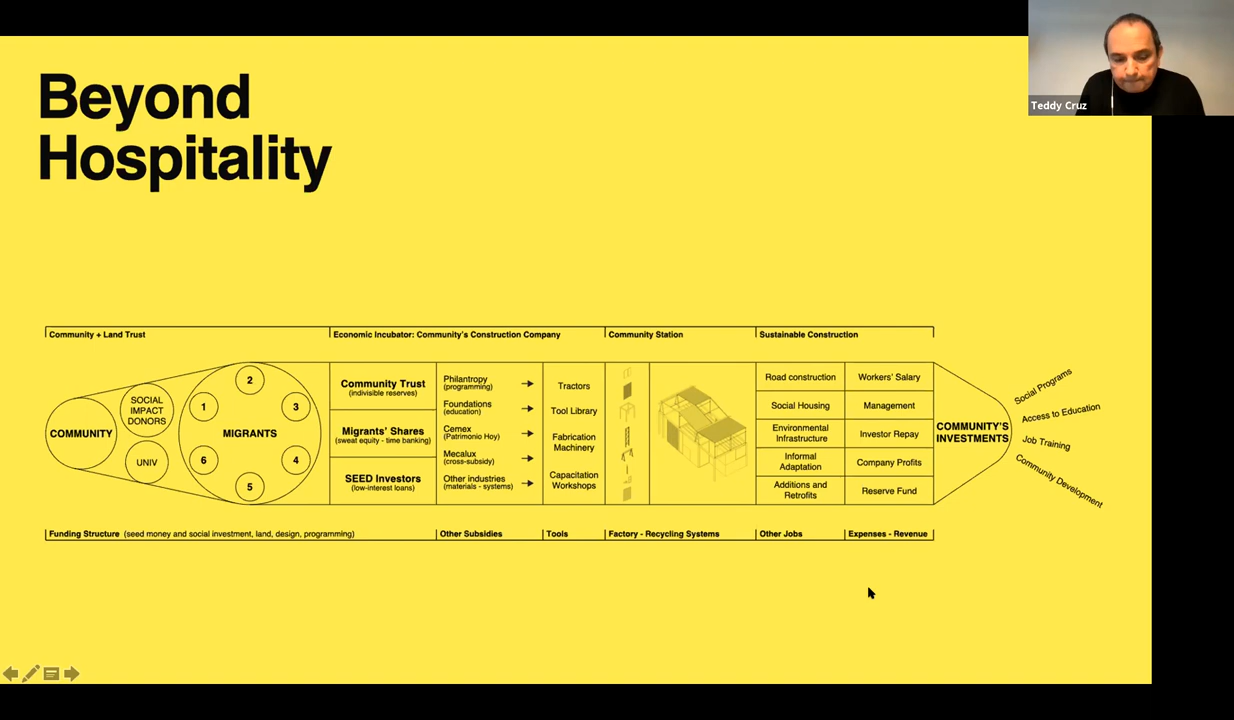 Beyond
Hospitality
Teddy Cruz
Community + Land Trust
Economic Incubator: Community's Construction Company
Community Station
Sustainable Construction
COMMUNITY
SOCIAL
IMPACT
DONORS
UNIV
MIGRANTS
1
2
3
4
5
6
Community Trust
(indivisible reserves)
Migrants' Shares
(sweat equity - time banking)
SEED Investors
(low-interest loans)
Philantropy
(programming)
Foundations
(education)
Cemex
(Patrimonio Hoy)
Mecalux
(cross-subsidy)
Other industries
(materials - systems)
Tractors
Tool Library
Fabrication
Machinery
Capacitation
Workshops
Road construction
Social Housing
Environmental
Infrastructure
Informal
Adaptation
Additions and
Retrofits
Workers' Salary
Management
Investor Repay
Company Profits
Reserve Fund
COMMUNITY'S
INVESTMENTS
Social Programs
Access to Education
Job Training
Community Development
Funding Structure (seed money and social investment, land, design, programming)
Other Subsidies
Tools
Factory - Recycling Systems
Other Jobs
Expenses - Revenue